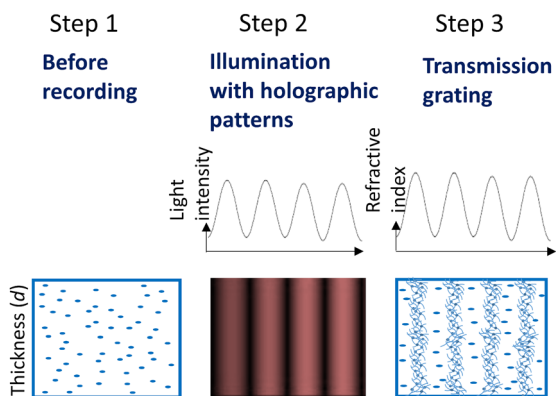 Step 1
Before
recording
Step 2
Illumination
with holographic
patterns
Step 3
Transmission
grating
Light
intensity
Refractive
index
Thickness (d)